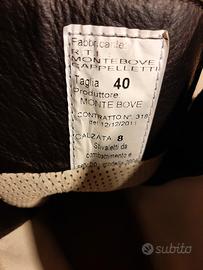 Fabbricante:
R.T.I
MONTEBOVE
CAPPELLETTI
Taglia 40
Produttore:
MONTE BOVE
CONTRATTO N° 318
del 12/12/2011
CALZATA 8
Stivaletti da
combattimento e
subito